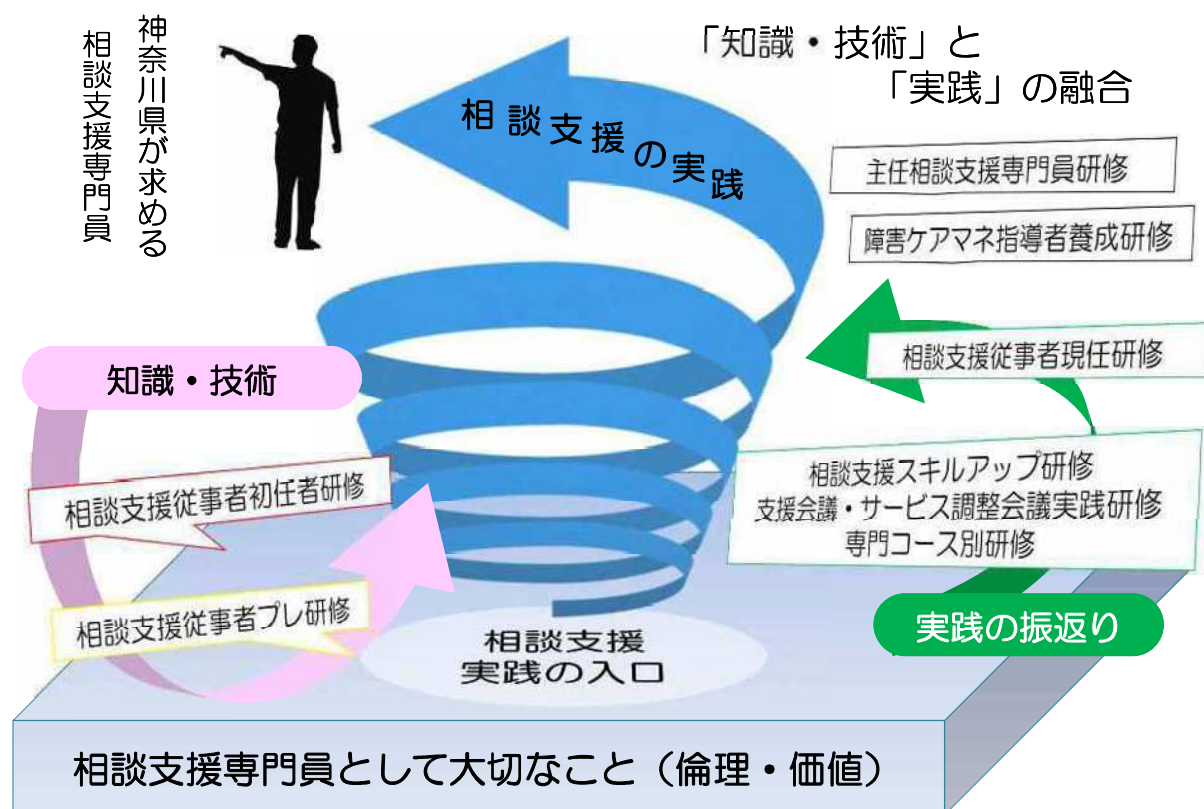 神奈川県が求める
相談支援専門員
「知識・技術」と
「実践」の融合
相談支援の実践
主任相談支援専門員研修
障害ケアマネ指導者養成研修
相談支援従事者現任研修
知識・技術
相談支援従事者初任者研修
相談支援従事者プレ研修
相談支援スキルアップ研修
支援会議・サービス調整会議実践研修
専門コース別研修
実践の振返り
相談支援
実践の入口
相談支援専門員として大切なこと（倫理・価値）